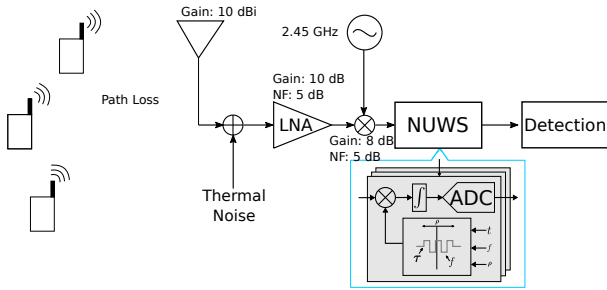 Gain: 10 dBi
2.45 GHz
Path Loss
Gain: 10 dB
NF: 5 dB
LNA
Gain: 8 dB
NF: 5 dB
NUWS
Detection
Thermal
Noise
∫
ADC
ρ
τ
f
t
f
ρ